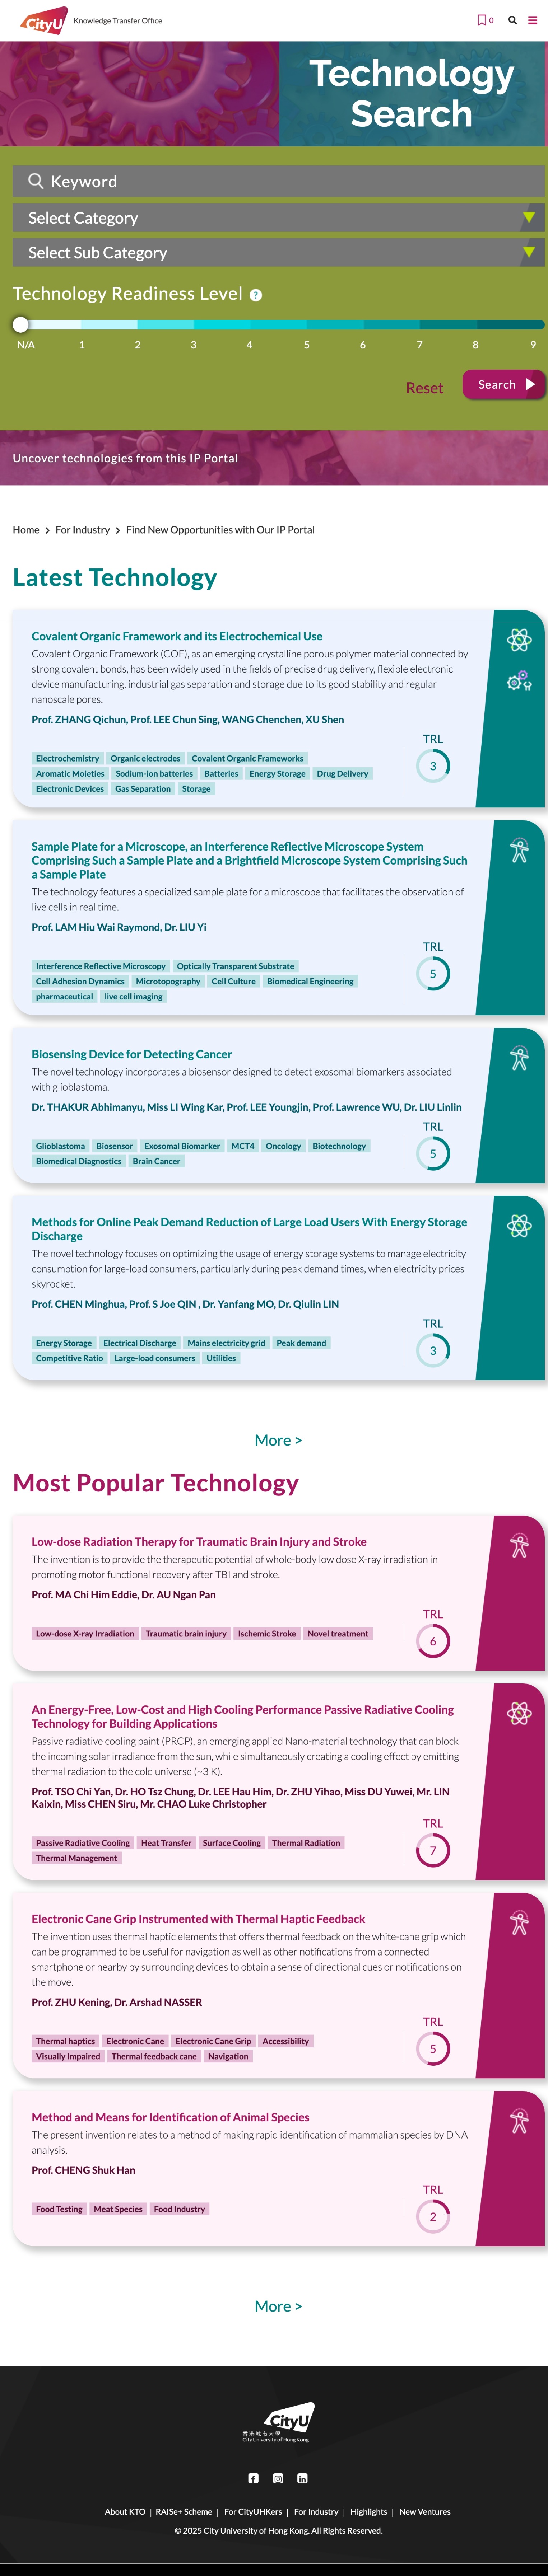 CityU
Knowledge Transfer Office
0
Technology
Search
Keyword
Select Category
Select Sub Category
Technology Readiness Level ?
N/A 1 2 3 4 5 6 7 8 9
Reset
Search
Uncover technologies from this IP Portal
Home > For Industry > Find New Opportunities with Our IP Portal
Latest Technology
Covalent Organic Framework and its Electrochemical Use
Covalent Organic Framework (COF), as an emerging crystalline porous polymer material connected by
strong covalent bonds, has been widely used in the fields of precise drug delivery, flexible electronic
device manufacturing, industrial gas separation and storage due to its good stability and regular
nanoscale pores.
Prof. ZHANG Qichun, Prof. LEE Chun Sing, WANG Chenchen, XU Shen
TRL
3
Electrochemistry Organic electrodes Covalent Organic Frameworks
Aromatic Moieties Sodium-ion batteries Batteries Energy Storage Drug Delivery
Electronic Devices Gas Separation Storage
Sample Plate for a Microscope, an Interference Reflective Microscope System
Comprising Such a Sample Plate and a Brightfield Microscope System Comprising Such
a Sample Plate
The technology features a specialized sample plate for a microscope that facilitates the observation of
live cells in real time.
Prof. LAM Hiu Wai Raymond, Dr. LIU Yi
TRL
5
Interference Reflective Microscopy Optically Transparent Substrate
Cell Adhesion Dynamics Microtopography Cell Culture Biomedical Engineering
pharmaceutical live cell imaging
Biosensing Device for Detecting Cancer
The novel technology incorporates a biosensor designed to detect exosomal biomarkers associated
with glioblastoma.
Dr. THAKUR Abhimanyu, Miss LI Wing Kar, Prof. LEE Youngjin, Prof. Lawrence WU, Dr. LIU Linlin
TRL
5
Glioblastoma Biosensor Exosomal Biomarker MCT4 Oncology Biotechnology
Biomedical Diagnostics Brain Cancer
Methods for Online Peak Demand Reduction of Large Load Users With Energy Storage
Discharge
The novel technology focuses on optimizing the usage of energy storage systems to manage electricity
consumption for large-load consumers, particularly during peak demand times, when electricity prices
skyrocket.
Prof. CHEN Minghua, Prof. S Joe QIN , Dr. Yanfang MO, Dr. Qiulin LIN
TRL
3
Energy Storage Electrical Discharge Mains electricity grid Peak demand
Competitive Ratio Large-load consumers Utilities
More >
Most Popular Technology
Low-dose Radiation Therapy for Traumatic Brain Injury and Stroke
The invention is to provide the therapeutic potential of whole-body low dose X-ray irradiation in
promoting motor functional recovery after TBI and stroke.
Prof. MA Chi Him Eddie, Dr. AU Ngan Pan
TRL
6
Low-dose X-ray Irradiation Traumatic brain injury Ischemic Stroke Novel treatment
An Energy-Free, Low-Cost and High Cooling Performance Passive Radiative Cooling
Technology for Building Applications
Passive radiative cooling paint (PRCP), an emerging applied Nano-material technology that can block
the incoming solar irradiance from the sun, while simultaneously creating a cooling effect by emitting
thermal radiation to the cold universe (~3 K).
Prof. TSO Chi Yan, Dr. HO Tsz Chung, Dr. LEE Hau Him, Dr. ZHU Yihao, Miss DU Yuwei, Mr. LIN
Kaixin, Miss CHEN Siru, Mr. CHAO Luke Christopher
TRL
7
Passive Radiative Cooling Heat Transfer Surface Cooling Thermal Radiation
Thermal Management
Electronic Cane Grip Instrumented with Thermal Haptic Feedback
The invention uses thermal haptic elements that offers thermal feedback on the white-cane grip which
can be programmed to be useful for navigation as well as other notifications from a connected
smartphone or nearby by surrounding devices to obtain a sense of directional cues or notifications on
the move.
Prof. ZHU Kening, Dr. Arshad NASSER
TRL
5
Thermal haptics Electronic Cane Electronic Cane Grip Accessibility
Visually Impaired Thermal feedback cane Navigation
Method and Means for Identification of Animal Species
The present invention relates to a method of making rapid identification of mammalian species by DNA
analysis.
Prof. CHENG Shuk Han
TRL
2
Food Testing Meat Species Food Industry
More >
CityU
香港城市大學
City University of Hong Kong
About KTO | RAISe+ Scheme | For CityUHKers | For Industry | Highlights | New Ventures
© 2025 City University of Hong Kong. All Rights Reserved.